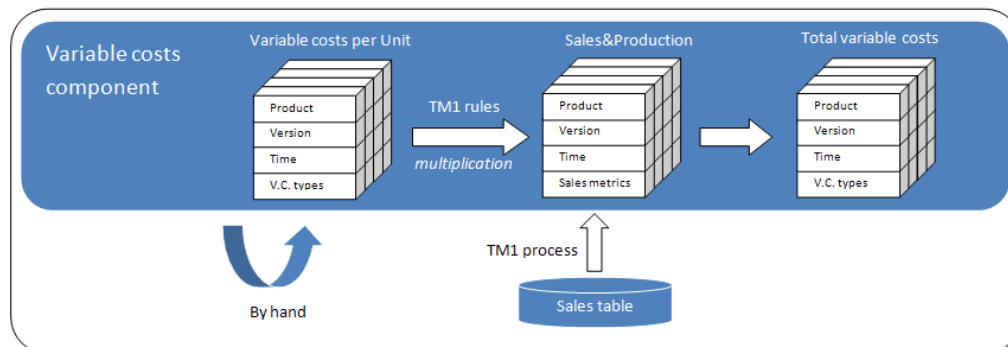 Variable costs
component
Variable costs per Unit
Product
Version
Time
V.C. types
TM1 rules
multiplication
Sales&Production
Product
Version
Time
Sales metrics
Total variable costs
Product
Version
Time
V.C. types
By hand
TM1 process
Sales table